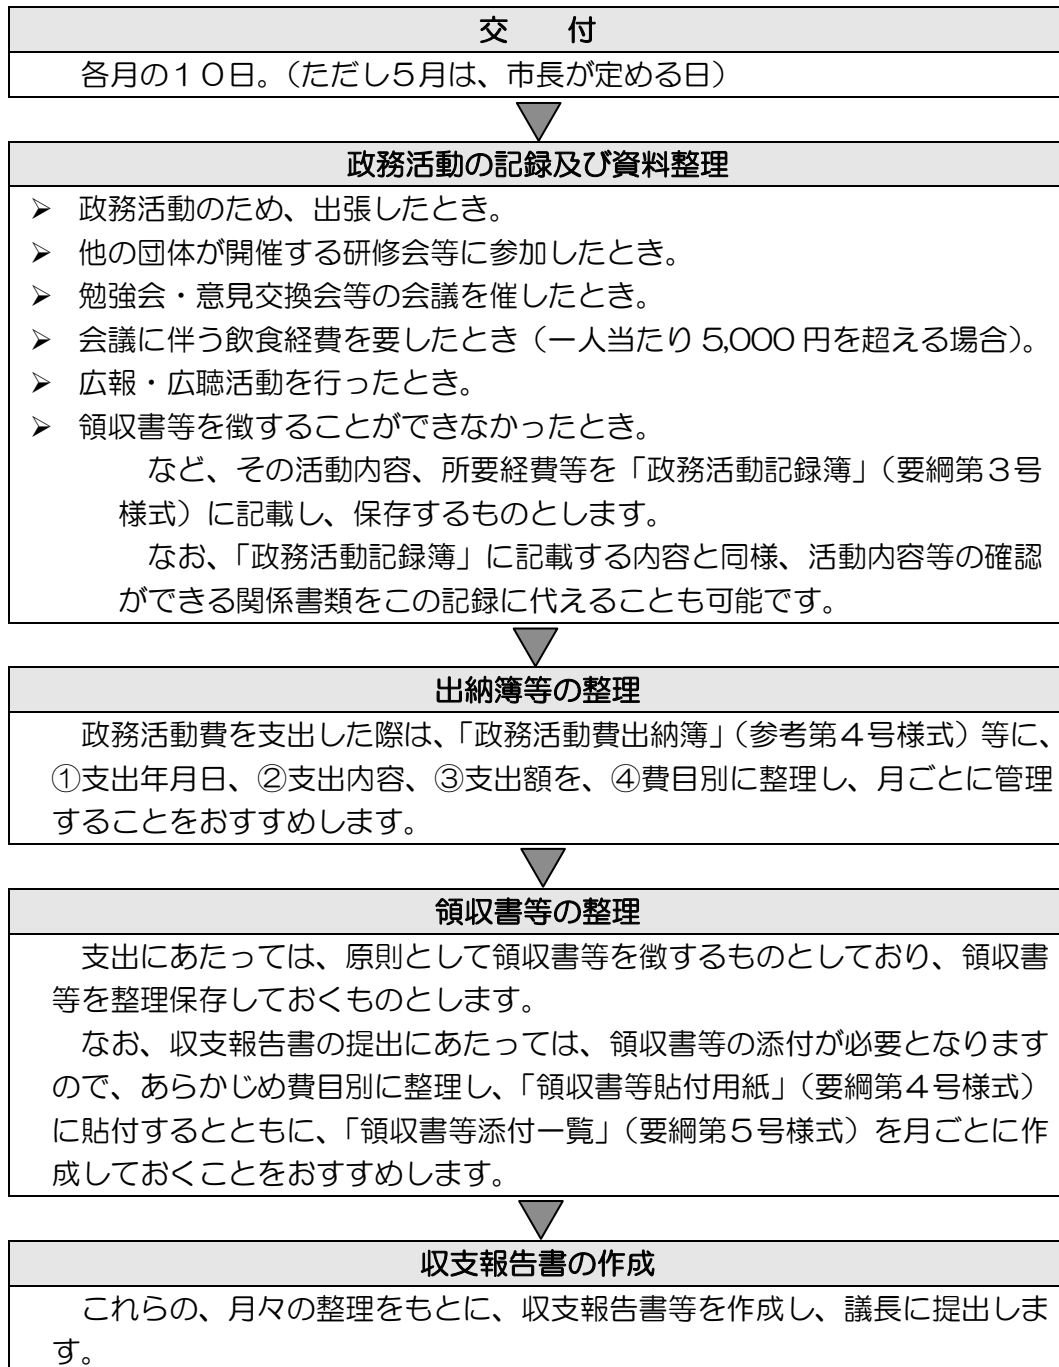 交　　付
各月の１０日。（ただし５月は、市長が定める日）
政務活動の記録及び資料整理
➢ 政務活動のため、出張したとき。
➢ 他の団体が開催する研修会等に参加したとき。
➢ 勉強会・意見交換会等の会議を催したとき。
➢ 会議に伴う飲食経費を要したとき（一人当たり 5,000 円を超える場合）。
➢ 広報・広聴活動を行ったとき。
➢ 領収書等を徴することができなかったとき。
など、その活動内容、所要経費等を「政務活動記録簿」（要綱第３号
様式）に記載し、保存するものとします。
なお、「政務活動記録簿」に記載する内容と同様、活動内容等の確認
ができる関係書類をこの記録に代えることも可能です。
出納簿等の整理
政務活動費を支出した際は、「政務活動費出納簿」（参考第４号様式）等に、
①支出年月日、②支出内容、③支出額を、④費目別に整理し、月ごとに管理
することをおすすめします。
領収書等の整理
支出にあたっては、原則として領収書等を徴するものとしており、領収書
等を整理保存しておくものとします。
なお、収支報告書の提出にあたっては、領収書等の添付が必要となります
ので、あらかじめ費目別に整理し、「領収書等貼付用紙」（要綱第４号様式）
に貼付するとともに、「領収書等添付一覧」（要綱第５号様式）を月ごとに作
成しておくことをおすすめします。
収支報告書の作成
これらの、月々の整理をもとに、収支報告書等を作成し、議長に提出しま
す。